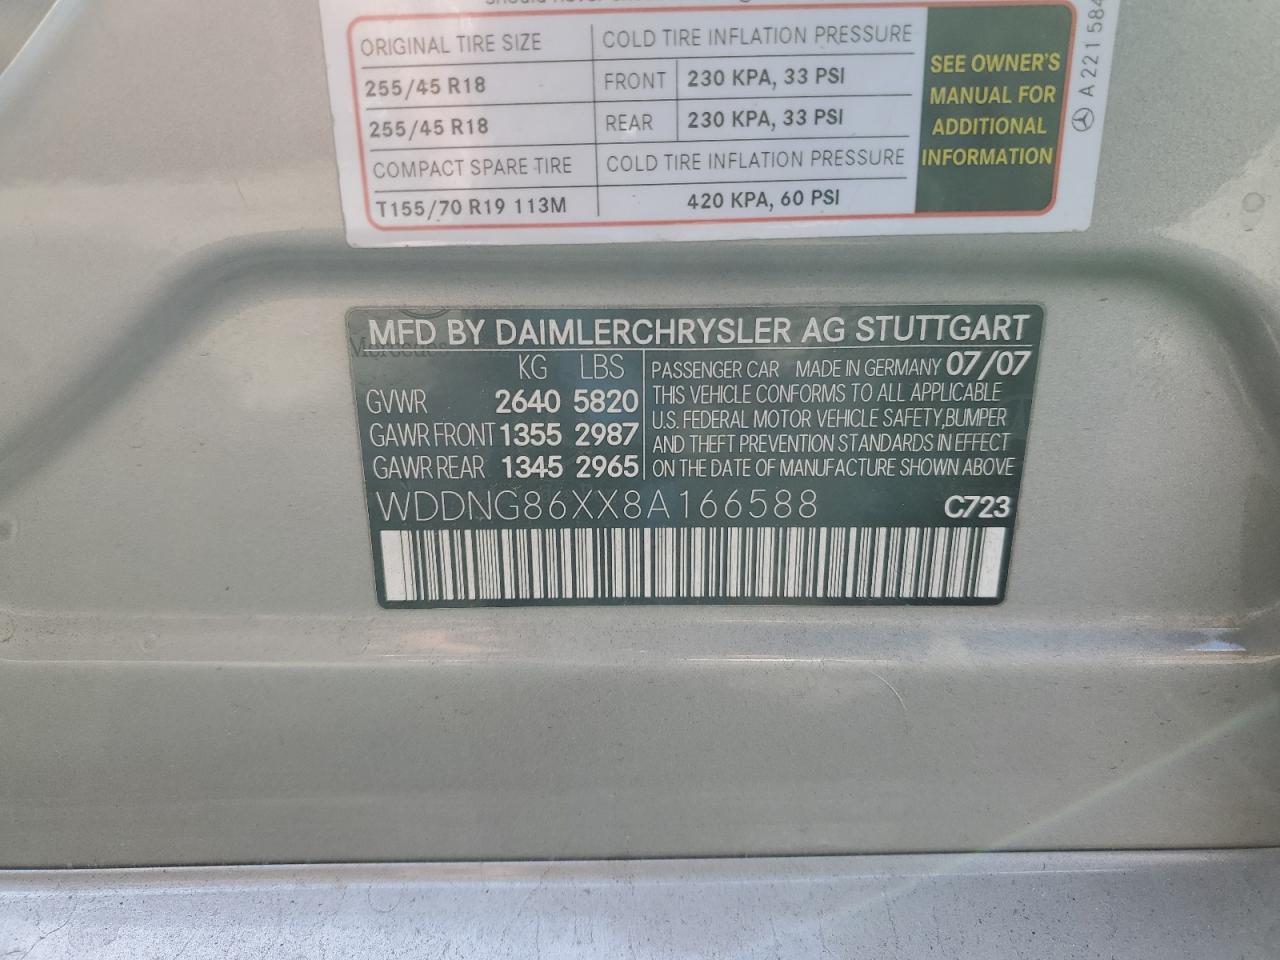 ORIGINAL TIRE SIZE COLD TIRE INFLATION PRESSURE
255/45 R18 FRONT 230 KPA, 33 PSI
255/45 R18 REAR 230 KPA, 33 PSI
COMPACT SPARE TIRE COLD TIRE INFLATION PRESSURE
T155/70 R19 113M 420 KPA, 60 PSI
SEE OWNER'S
MANUAL FOR
ADDITIONAL
INFORMATION
A 221 584
MFD BY DAIMLERCHRYSLER AG STUTTGART
KG LBS
GVWR 2640 5820
GAWR FRONT 1355 2987
GAWR REAR 1345 2965
PASSENGER CAR MADE IN GERMANY 07/07
THIS VEHICLE CONFORMS TO ALL APPLICABLE
U.S. FEDERAL MOTOR VEHICLE SAFETY,BUMPER
AND THEFT PREVENTION STANDARDS IN EFFECT
ON THE DATE OF MANUFACTURE SHOWN ABOVE
WDDNG86XX8A166588 C723